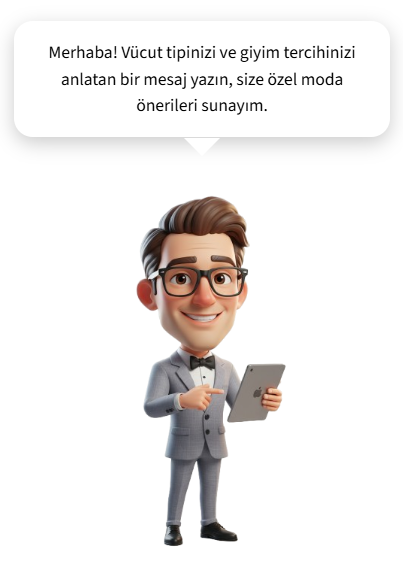 Merhaba! Vücut tipinizi ve giyim tercihinizi
anlatan bir mesaj yazın, size özel moda
önerileri sunayım.